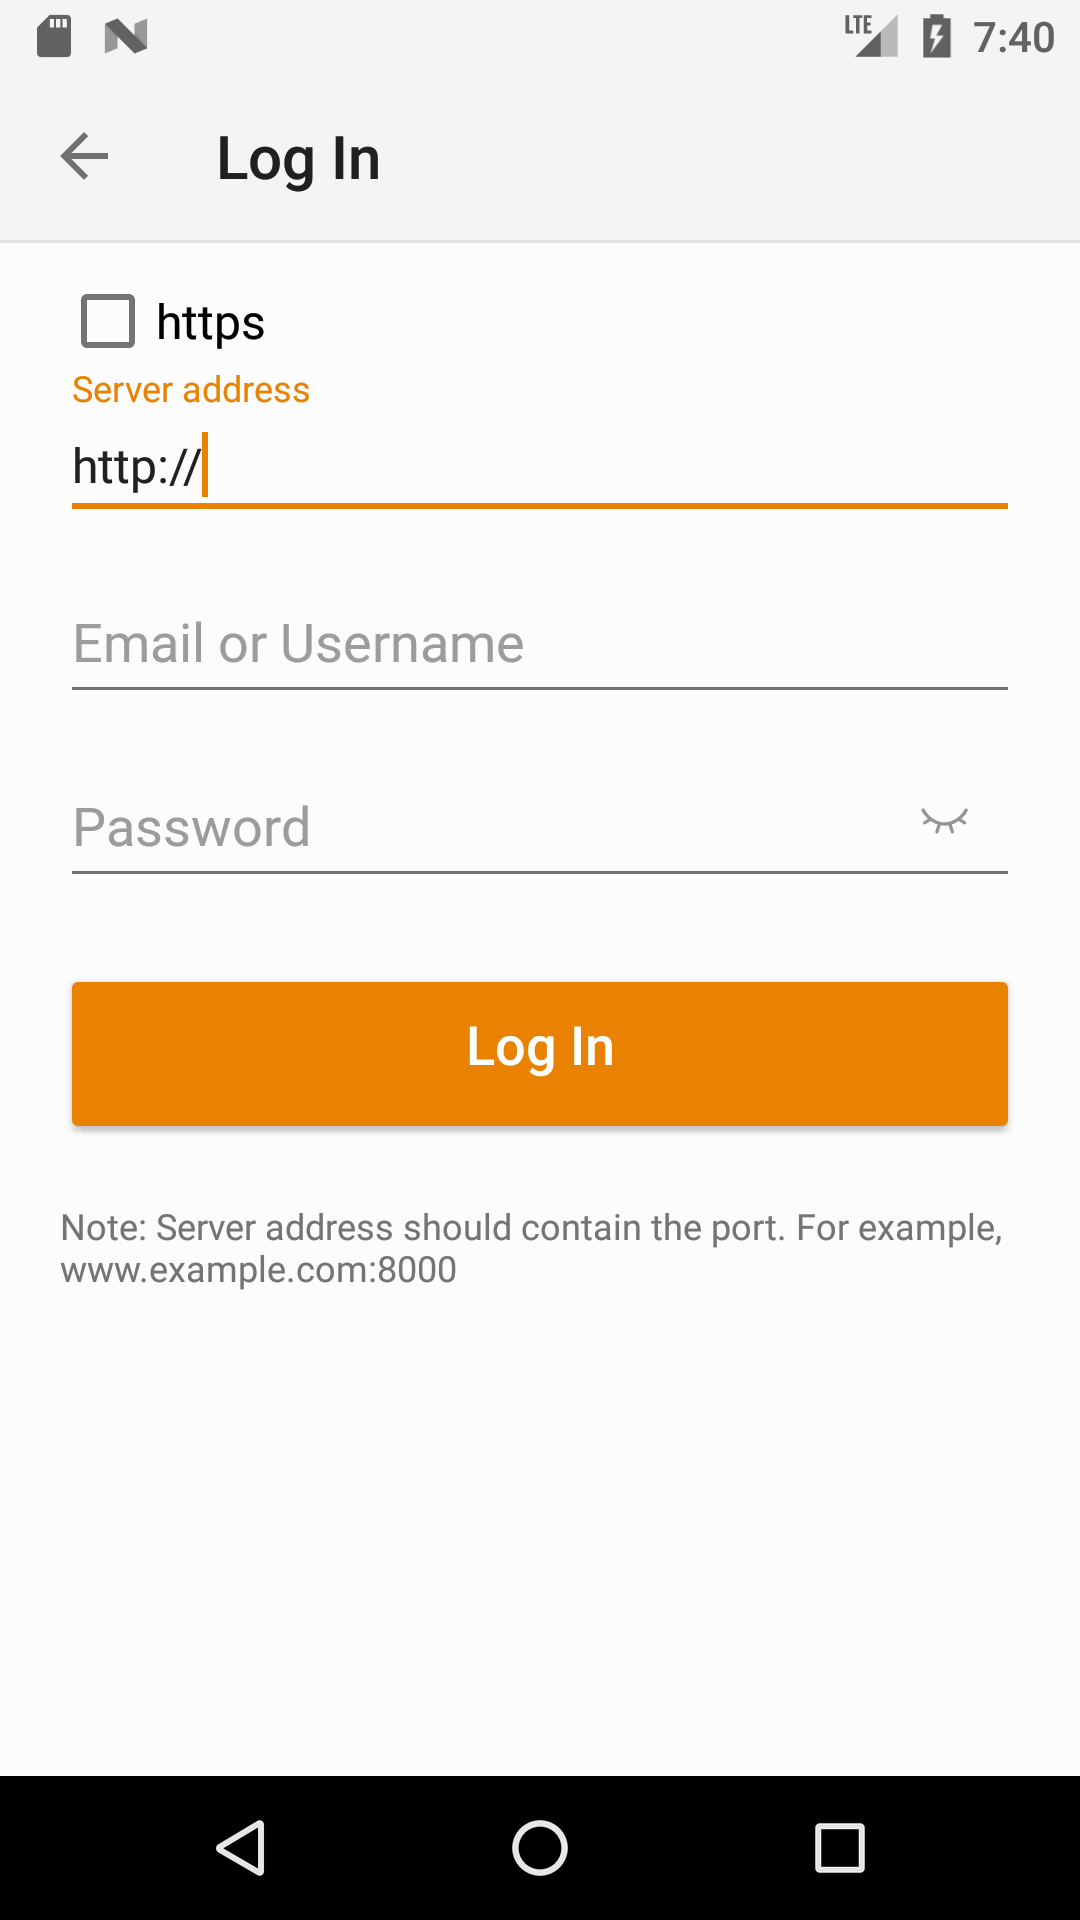 LTE 7:40
Log In
https
Server address
http://
Email or Username
Password
Log In
Note: Server address should contain the port. For example,
www.example.com:8000